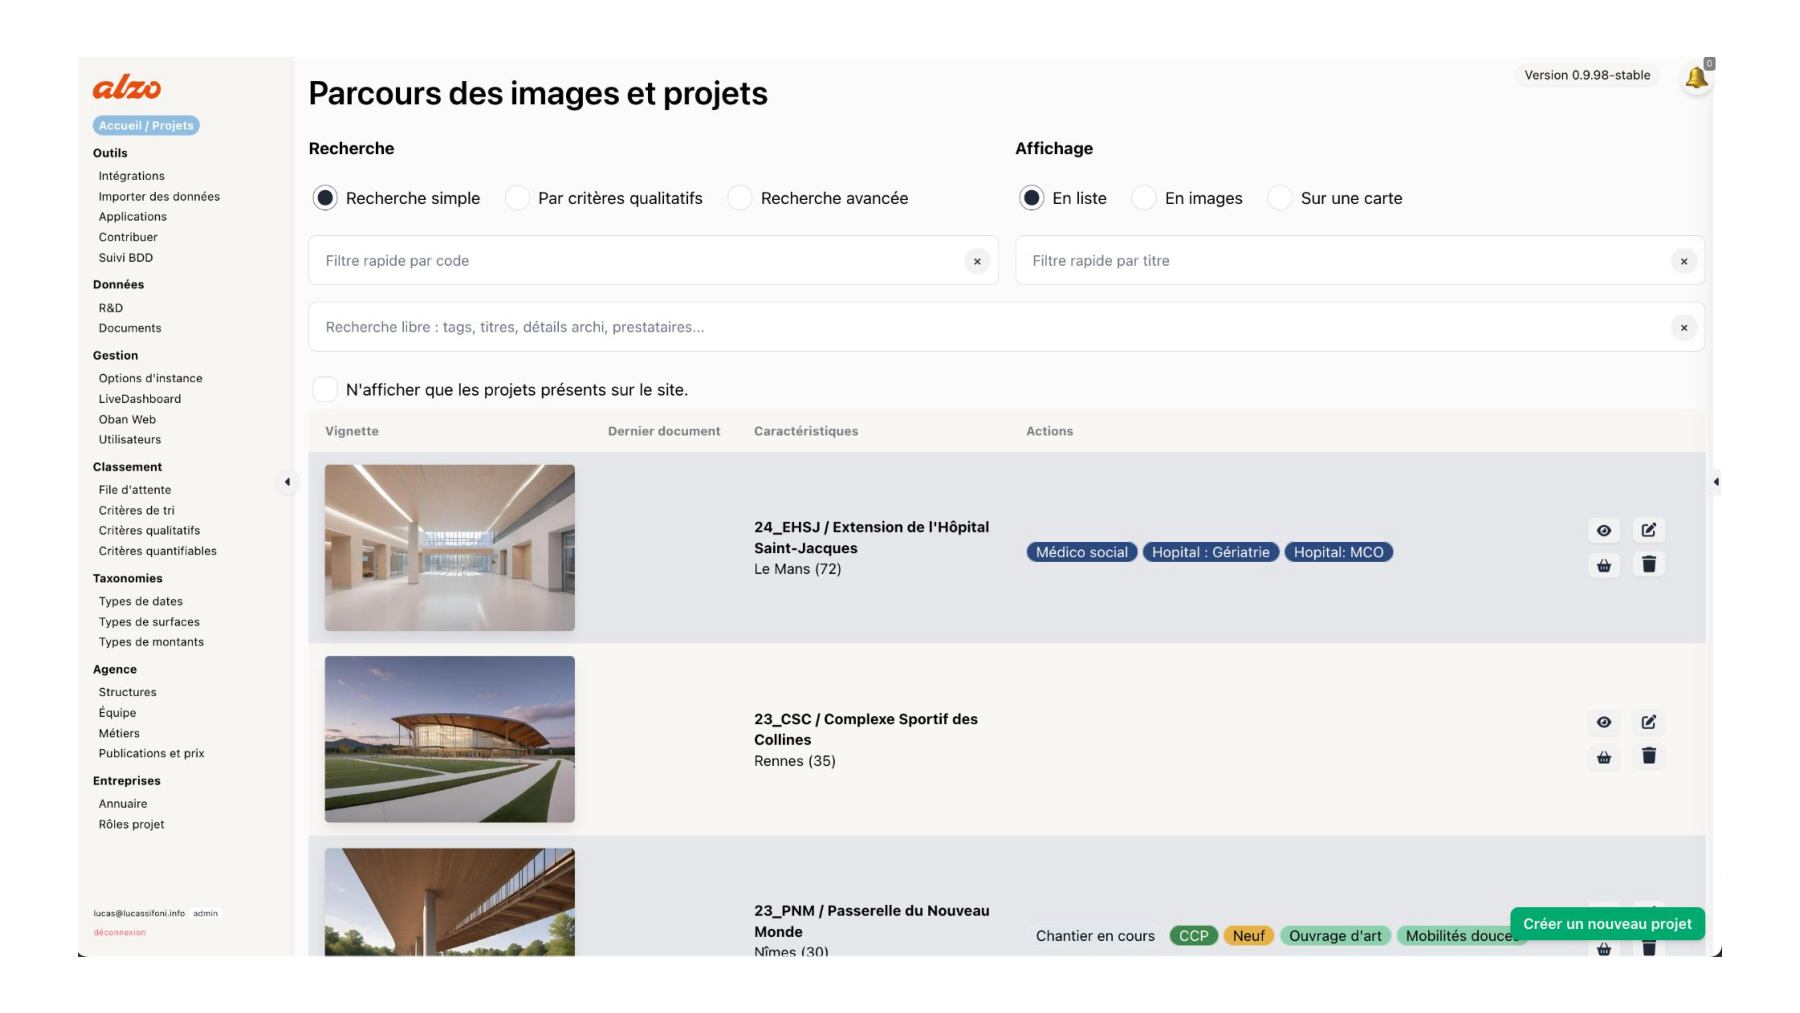 alzo
Accueil / Projets
Outils
Intégrations
Importer des données
Applications
Contribuer
Suivi BDD
Données
R&D
Documents
Gestion
Options d'instance
LiveDashboard
Oban Web
Utilisateurs
Classement
File d'attente
Critères de tri
Critères qualitatifs
Critères quantifiables
Taxonomies
Types de dates
Types de surfaces
Types de montants
Agence
Structures
Équipe
Métiers
Publications et prix
Entreprises
Annuaire
Rôles projet
lucas@lucassifoni.info admin
déconnexion
Parcours des images et projets
Version 0.9.98-stable
0
Recherche
Recherche simple
Par critères qualitatifs
Recherche avancée
Affichage
En liste
En images
Sur une carte
Filtre rapide par code
Filtre rapide par titre
Recherche libre : tags, titres, détails archi, prestataires...
N'afficher que les projets présents sur le site.
Vignette
Dernier document
Caractéristiques
Actions
24_EHSJ / Extension de l'Hôpital
Saint-Jacques
Le Mans (72)
Médico social
Hopital : Gériatrie
Hopital: MCO
23_CSC / Complexe Sportif des
Collines
Rennes (35)
23_PNM / Passerelle du Nouveau
Monde
Nîmes (30)
Chantier en cours
CCP
Neuf
Ouvrage d'art
Mobilités douces
Créer un nouveau projet